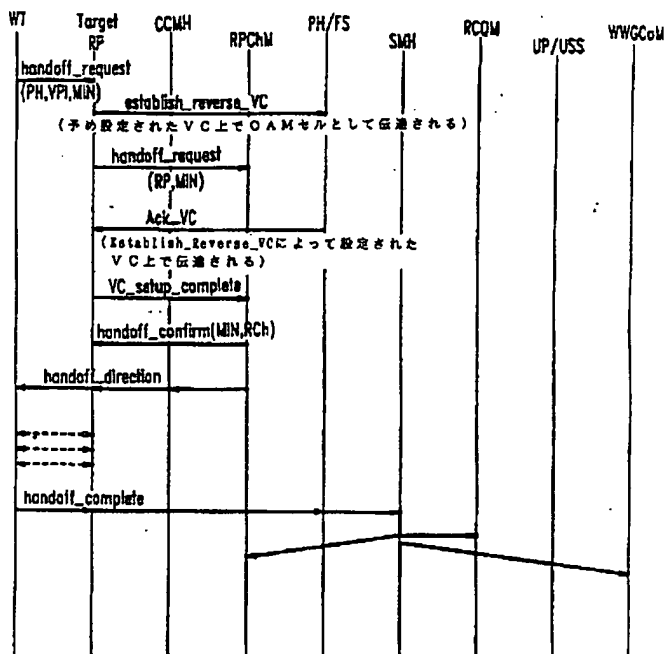 WT
Target
RP
CCMH
RPChM
PH/FS
SMH
RCOM
UP/USS
WWGCoM
handoff_request
(PH,VPI,MIN)
establish_reverse_VC
(予め設定されたVC上でOAMセルとして伝達される)
handoff_request
(RP,MIN)
Ack_VC
(Establish_Reverse_VCによって設定された
VC上で伝達される)
VC_setup_complete
handoff_confirm(MIN,RCh)
handoff_direction
handoff_complete